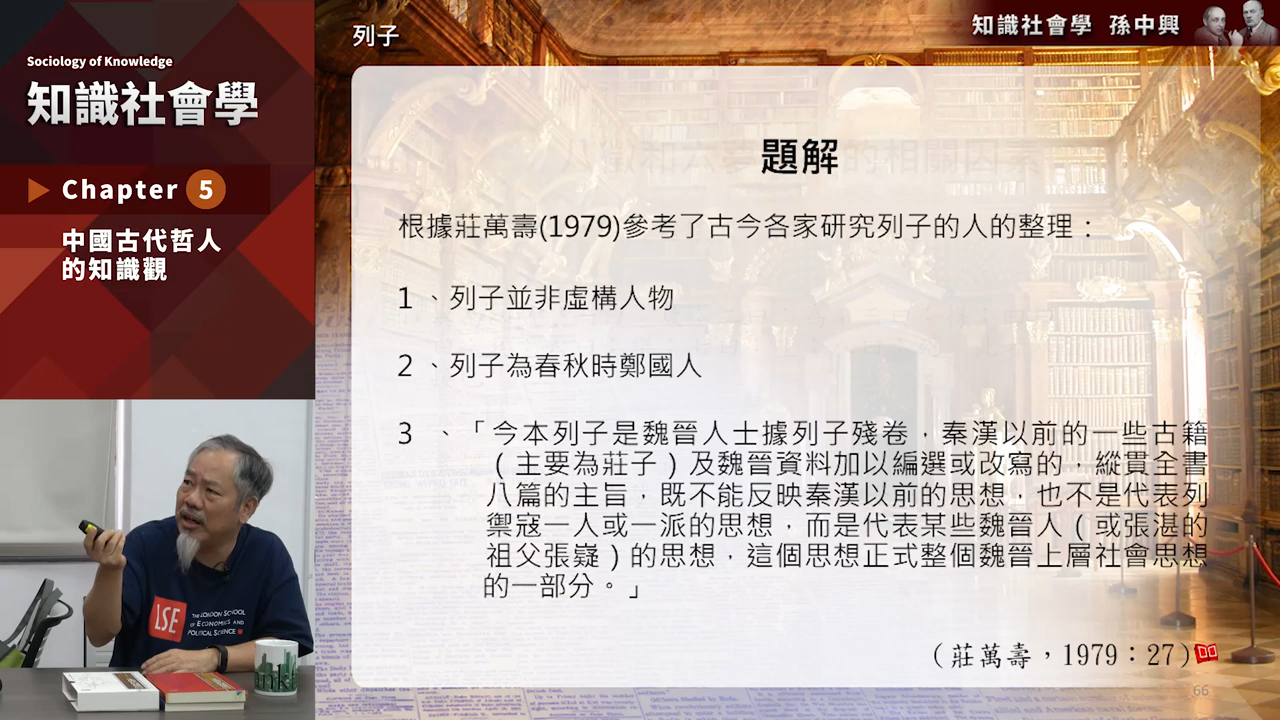 Sociology of Knowledge
知識社會學
Chapter 5
中國古代哲人
的知識觀
列子
知識社會學 孫中興
題解
根據莊萬壽(1979)參考了古今各家研究列子的人的整理：
1、列子並非虛構人物
2、列子為春秋時鄭國人
3、「今本列子是魏晉人士據列子殘卷，秦漢以前的一些古籍
（主要為莊子）及魏晉資料加以編選或改寫的，縱貫全書
八篇的主旨，既不能反映秦漢以前的思想，也不是代表列
禦寇一人或一派的思想，而是代表某些魏晉人（或張湛的
祖父張嶷）的思想，這個思想正式整個魏晉上層社會思想
的一部分。」
（莊萬壽，1979：27）
66
LSE
THE LONDON SCHOOL
OF ECONOMICS AND
POLITICAL SCIENCE